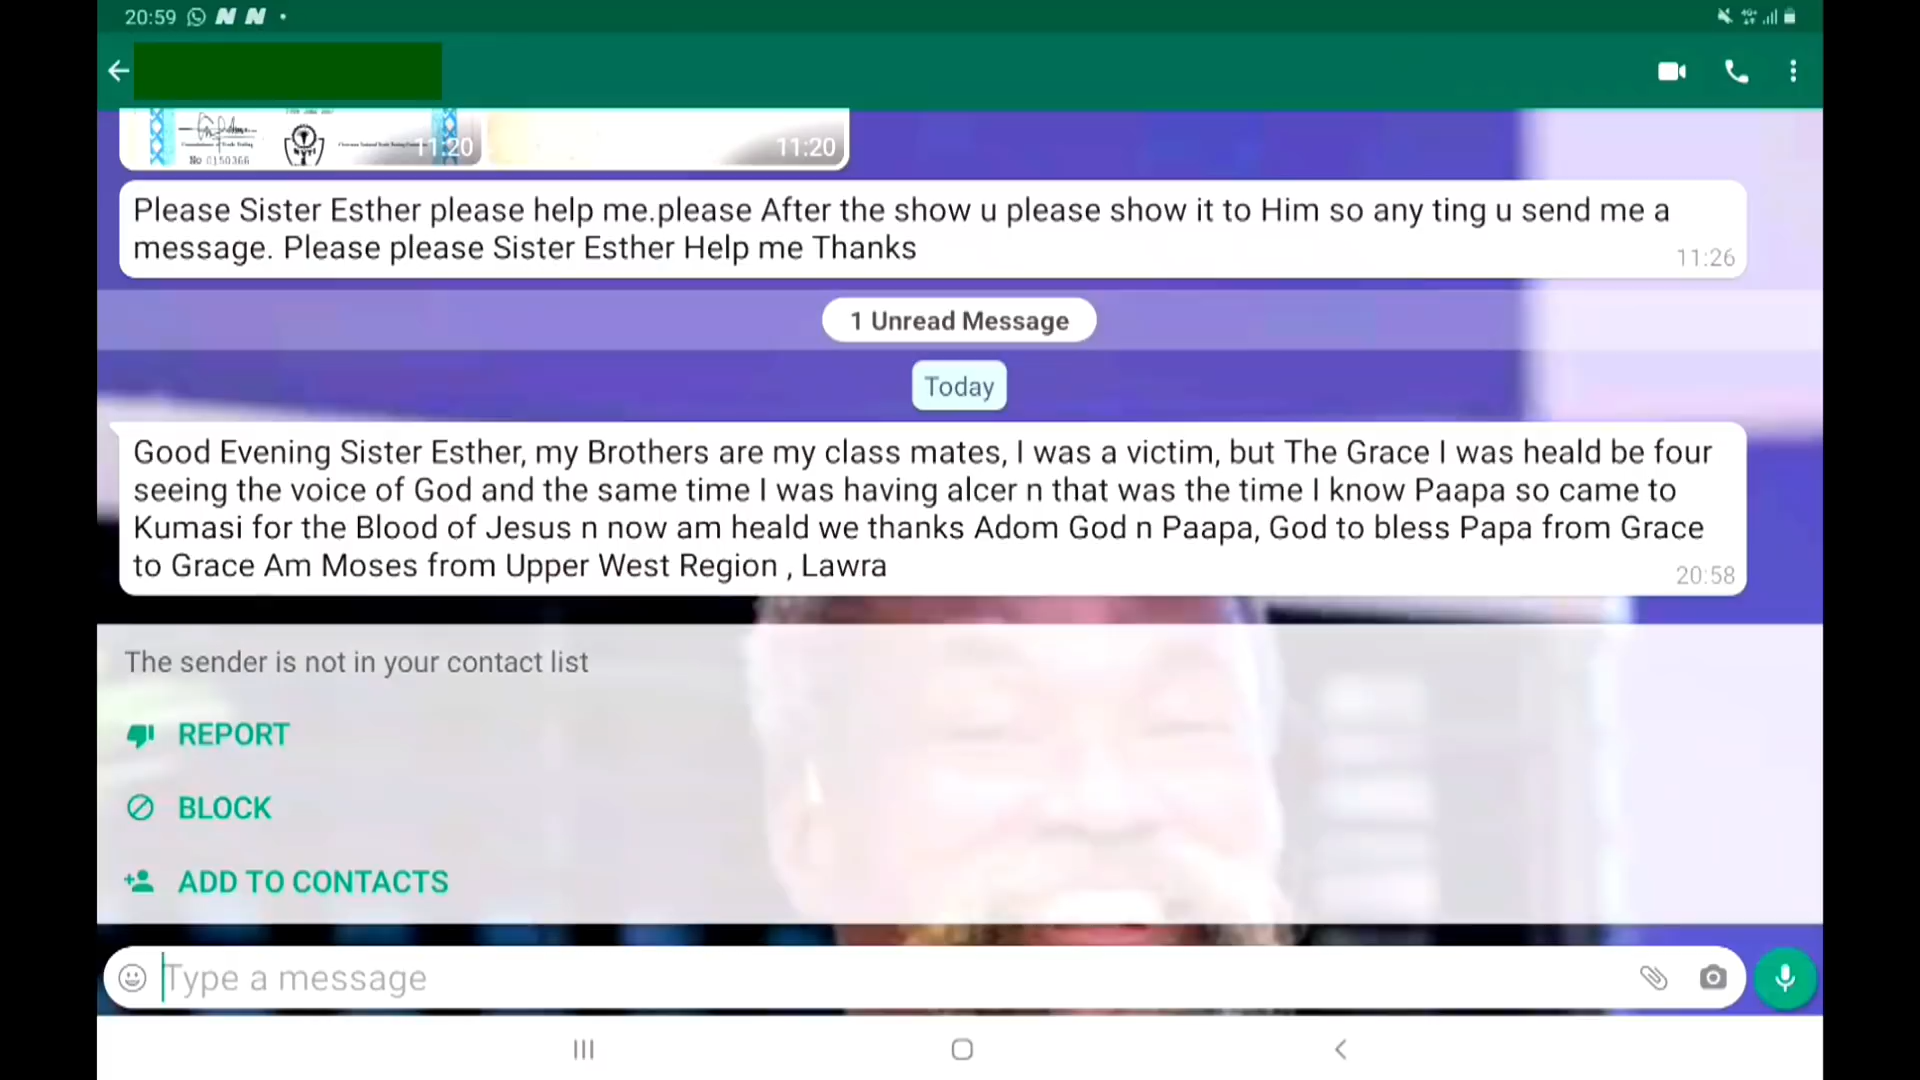 20:59
11:20
11:20
No 0150366
Please Sister Esther please help me.please After the show u please show it to Him so any ting u send me a
message. Please please Sister Esther Help me Thanks
11:26
1 Unread Message
Today
Good Evening Sister Esther, my Brothers are my class mates, I was a victim, but The Grace I was heald be four
seeing the voice of God and the same time I was having alcer n that was the time I know Paapa so came to
Kumasi for the Blood of Jesus n now am heald we thanks Adom God n Paapa, God to bless Papa from Grace
to Grace Am Moses from Upper West Region , Lawra
20:58
The sender is not in your contact list
REPORT
BLOCK
ADD TO CONTACTS
Type a message